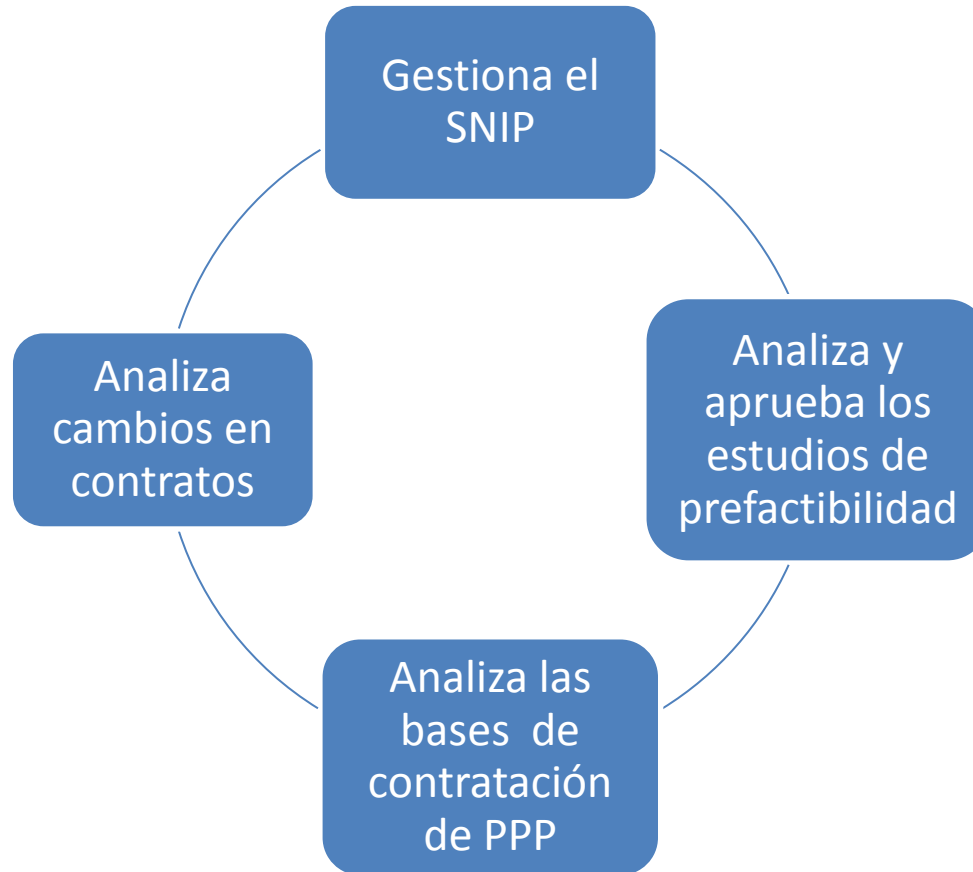 Gestiona el
SNIP
Analiza y
aprueba los
estudios de
prefactibilidad
Analiza las
bases  de
contratación
de PPP
Analiza
cambios en
contratos